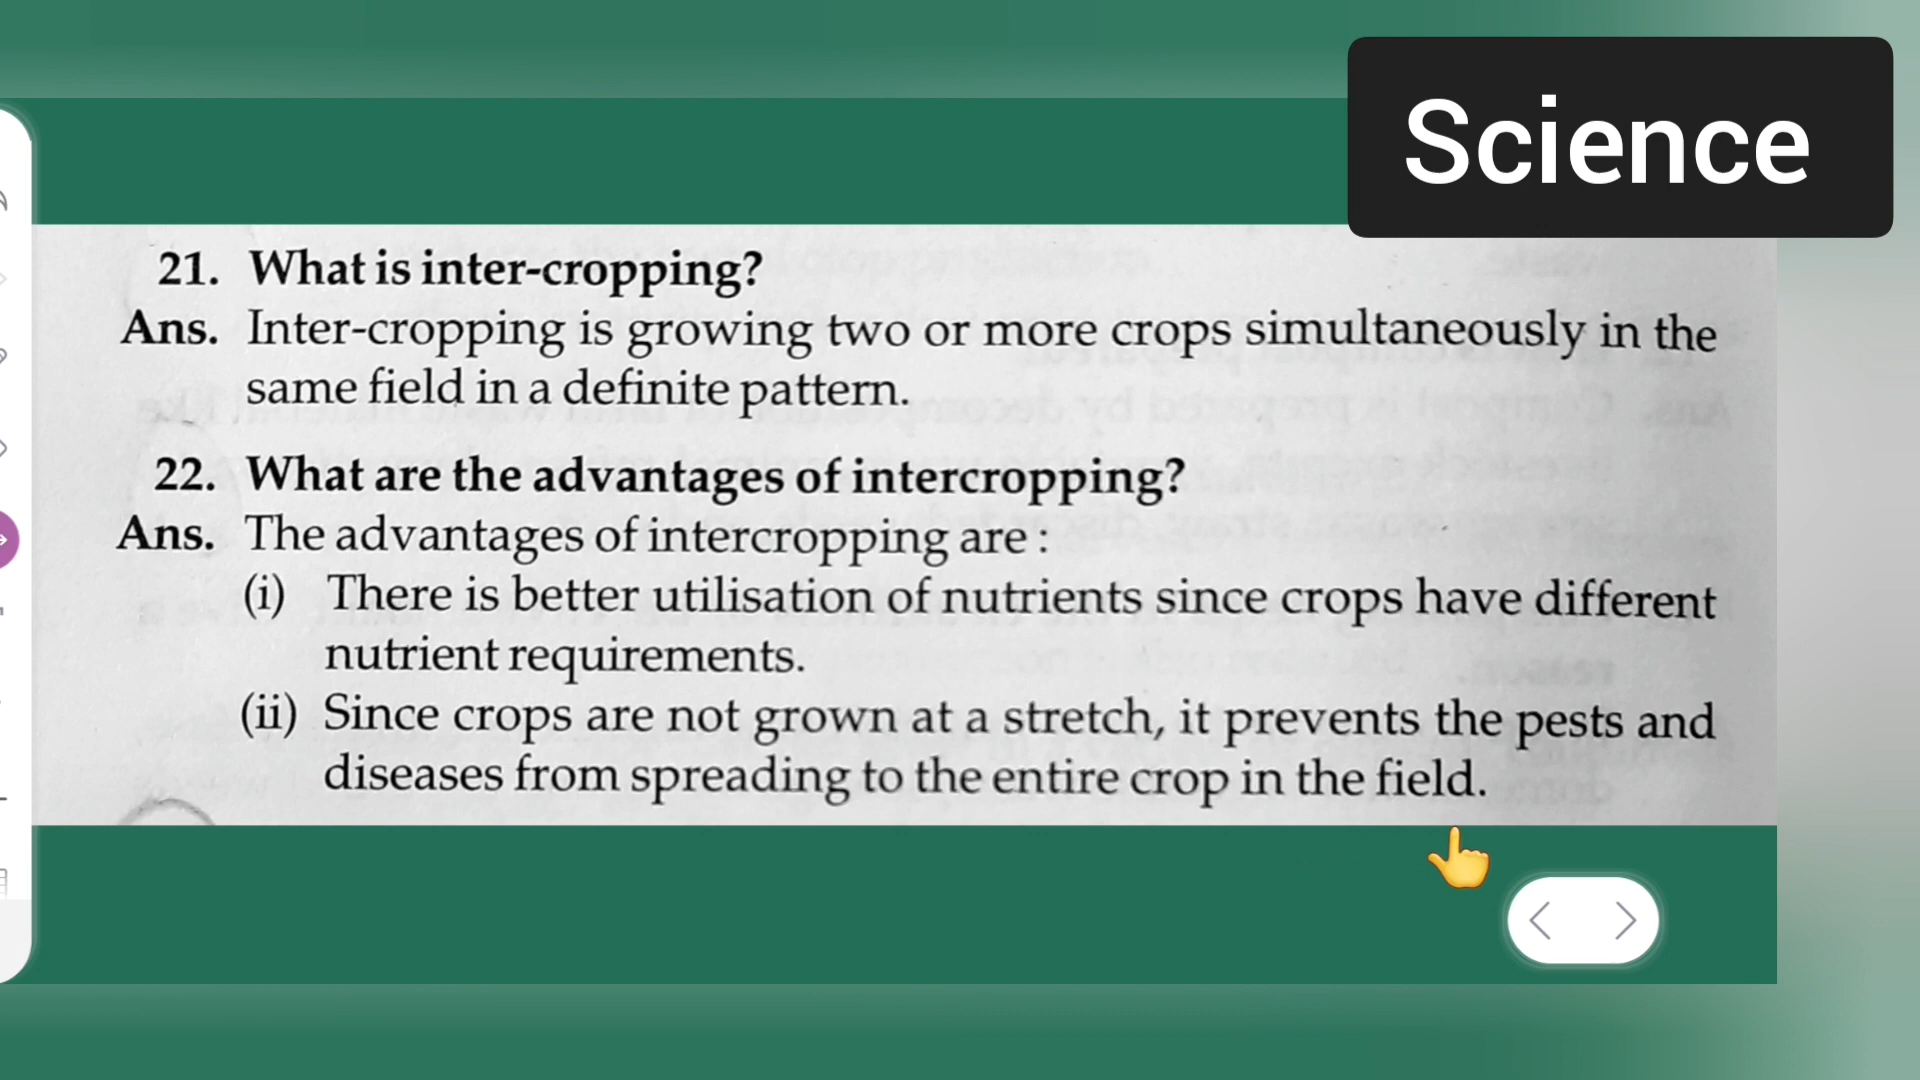 Science
21. What is inter-cropping?
Ans. Inter-cropping is growing two or more crops simultaneously in the
same field in a definite pattern.
22. What are the advantages of intercropping?
Ans. The advantages of intercropping are :
(i) There is better utilisation of nutrients since crops have different
nutrient requirements.
(ii) Since crops are not grown at a stretch, it prevents the pests and
diseases from spreading to the entire crop in the field.